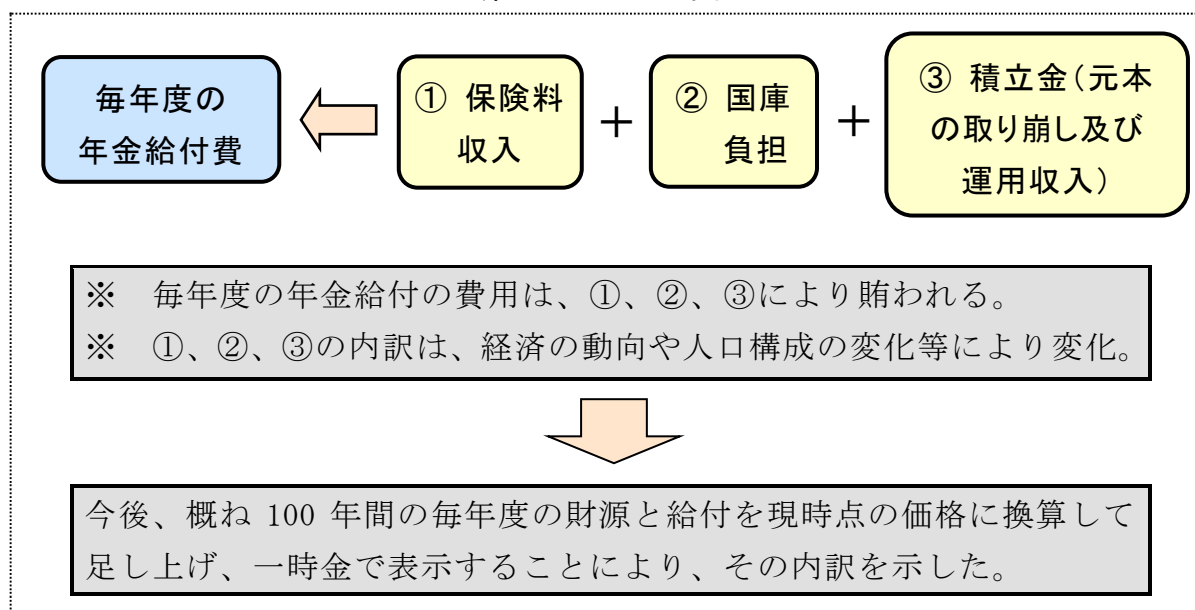 毎年度の
年金給付費
① 保険料
収入
＋
② 国庫
負担
＋
③ 積立金(元本
の取り崩し及び
運用収入)
※　毎年度の年金給付の費用は、①、②、③により賄われる。
※　①、②、③の内訳は、経済の動向や人口構成の変化等により変化。
今後、概ね 100 年間の毎年度の財源と給付を現時点の価格に換算して
足し上げ、一時金で表示することにより、その内訳を示した。